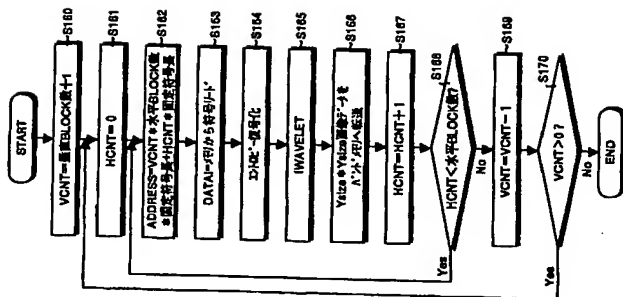 START
VCNT=垂直BLOCK数+1
~S160
HCNT=0
~S161
ADDRESS=VCNT*水平BLOCK数
*固定符号量+HCNT*固定符号量
~S162
DATA=メモリから符号リード
~S163
エントロピー復号化
~S164
IWAVELET
~S165
Ysize*Ysize画像データを
バンドメモリへ転送
~S166
HCNT=HCNT+1
~S167
HCNT<水平BLOCK数?
~S168
Yes
No
VCNT=VCNT-1
~S169
VCNT>0?
~S170
Yes
No
END